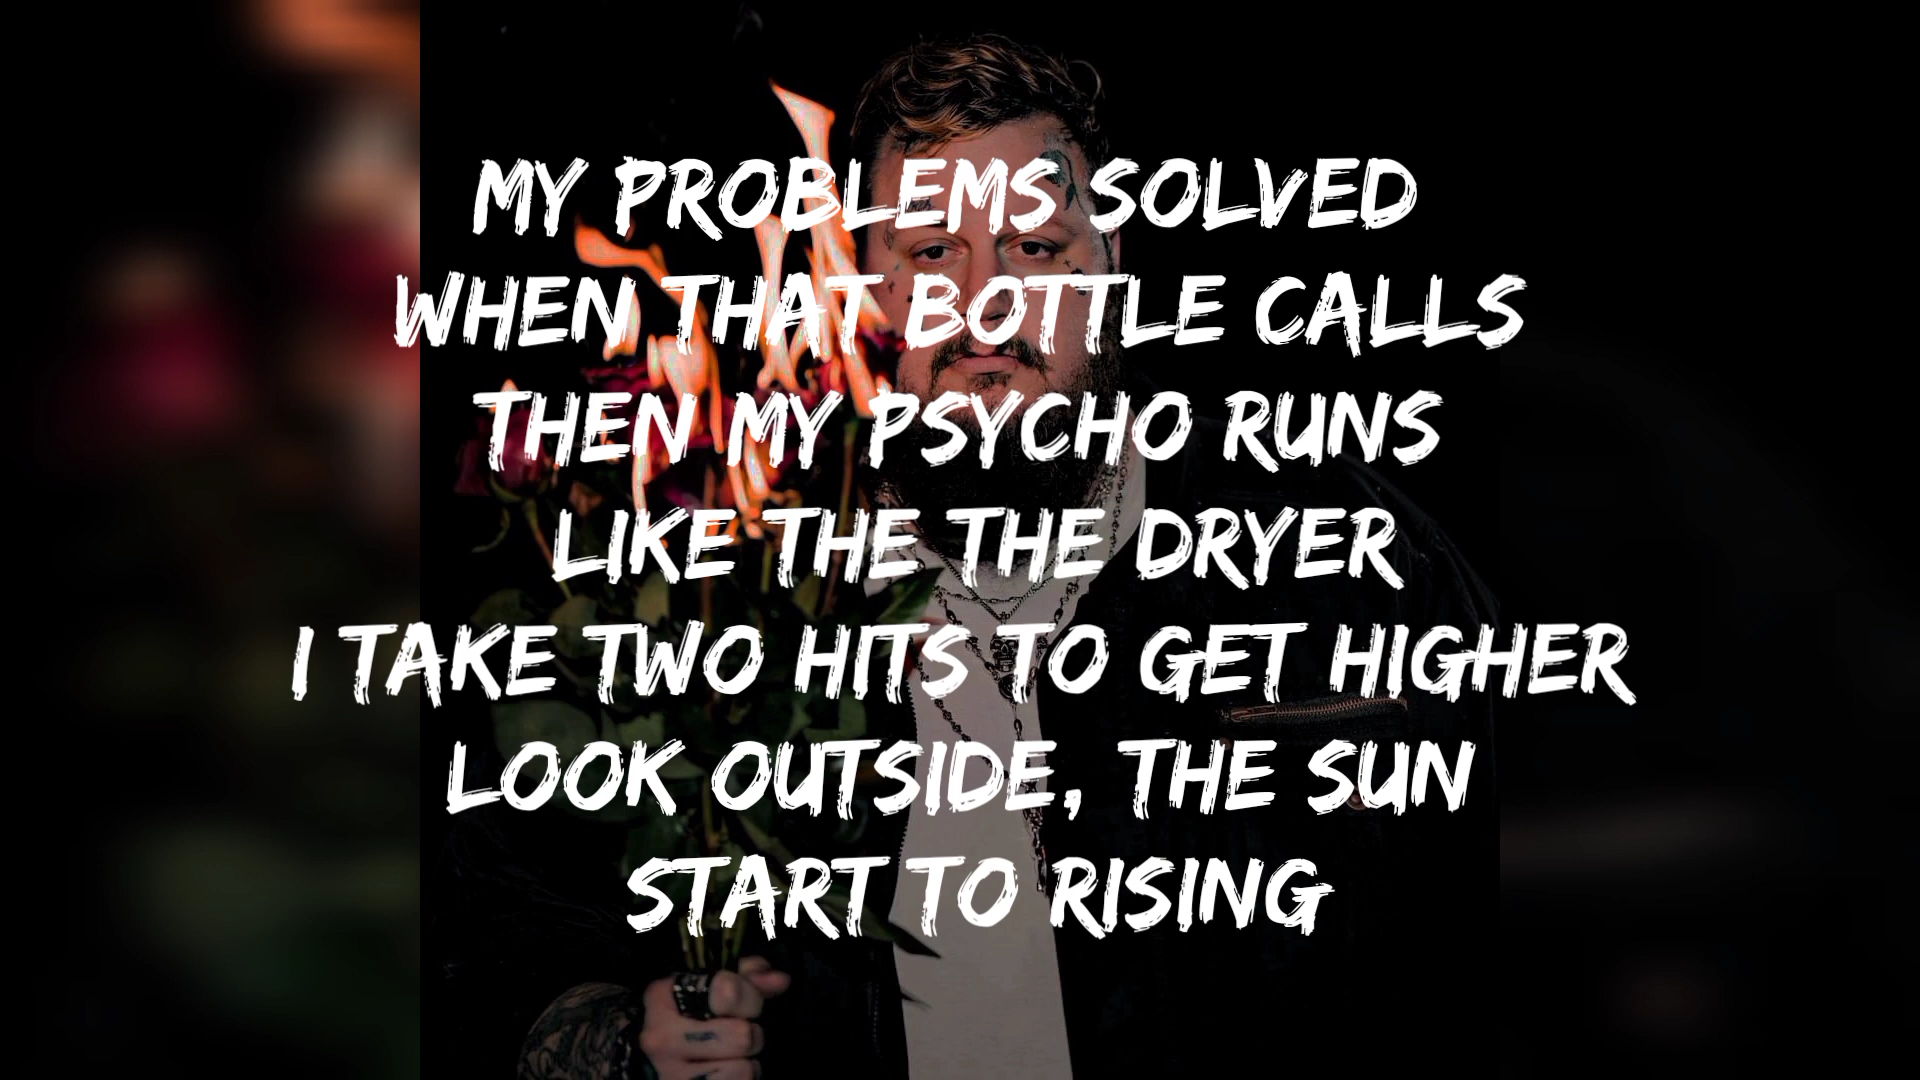 MY PROBLEMS SOLVED
WHEN THAT BOTTLE CALLS
THEN MY PSYCHO RUNS
LIKE THE THE DRYER
I TAKE TWO HITS TO GET HIGHER
LOOK OUTSIDE, THE SUN
START TO RISING